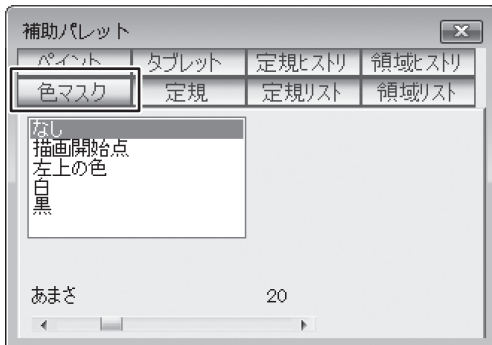 補助パレット
ペイント タブレット 定規ヒストリ 領域ヒストリ
色マスク 定規 定規リスト 領域リスト
なし
描画開始点
左上の色
白
黒
あまさ 20